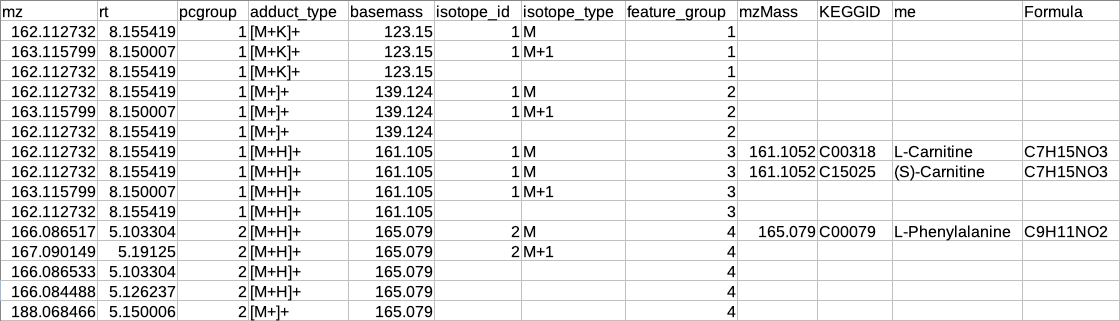 mz rt pcgroup adduct_type basemass isotope_id isotope_type feature_group mzMass KEGGID me Formula
162.112732 8.155419 1 [M+K]+ 123.15 1 M 1
163.115799 8.150007 1 [M+K]+ 123.15 1 M+1 1
162.112732 8.155419 1 [M+K]+ 123.15 1
162.112732 8.155419 1 [M+]+ 139.124 1 M 2
163.115799 8.150007 1 [M+]+ 139.124 1 M+1 2
162.112732 8.155419 1 [M+]+ 139.124 2
162.112732 8.155419 1 [M+H]+ 161.105 1 M 3 161.1052 C00318 L-Carnitine C7H15NO3
162.112732 8.155419 1 [M+H]+ 161.105 1 M 3 161.1052 C15025 (S)-Carnitine C7H15NO3
163.115799 8.150007 1 [M+H]+ 161.105 1 M+1 3
162.112732 8.155419 1 [M+H]+ 161.105 3
166.086517 5.103304 2 [M+H]+ 165.079 2 M 4 165.079 C00079 L-Phenylalanine C9H11NO2
167.090149 5.19125 2 [M+H]+ 165.079 2 M+1 4
166.086533 5.103304 2 [M+H]+ 165.079 4
166.084488 5.126237 2 [M+H]+ 165.079 4
188.068466 5.150006 2 [M+]+ 165.079 4